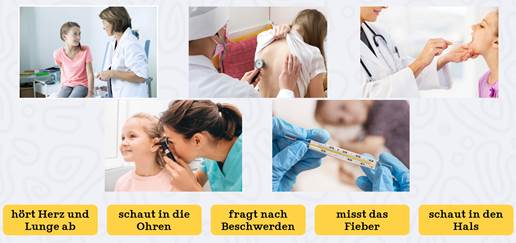 hört Herz und
Lunge ab
schaut in die
Ohren
fragt nach
Beschwerden
misst das
Fieber
schaut in den
Hals